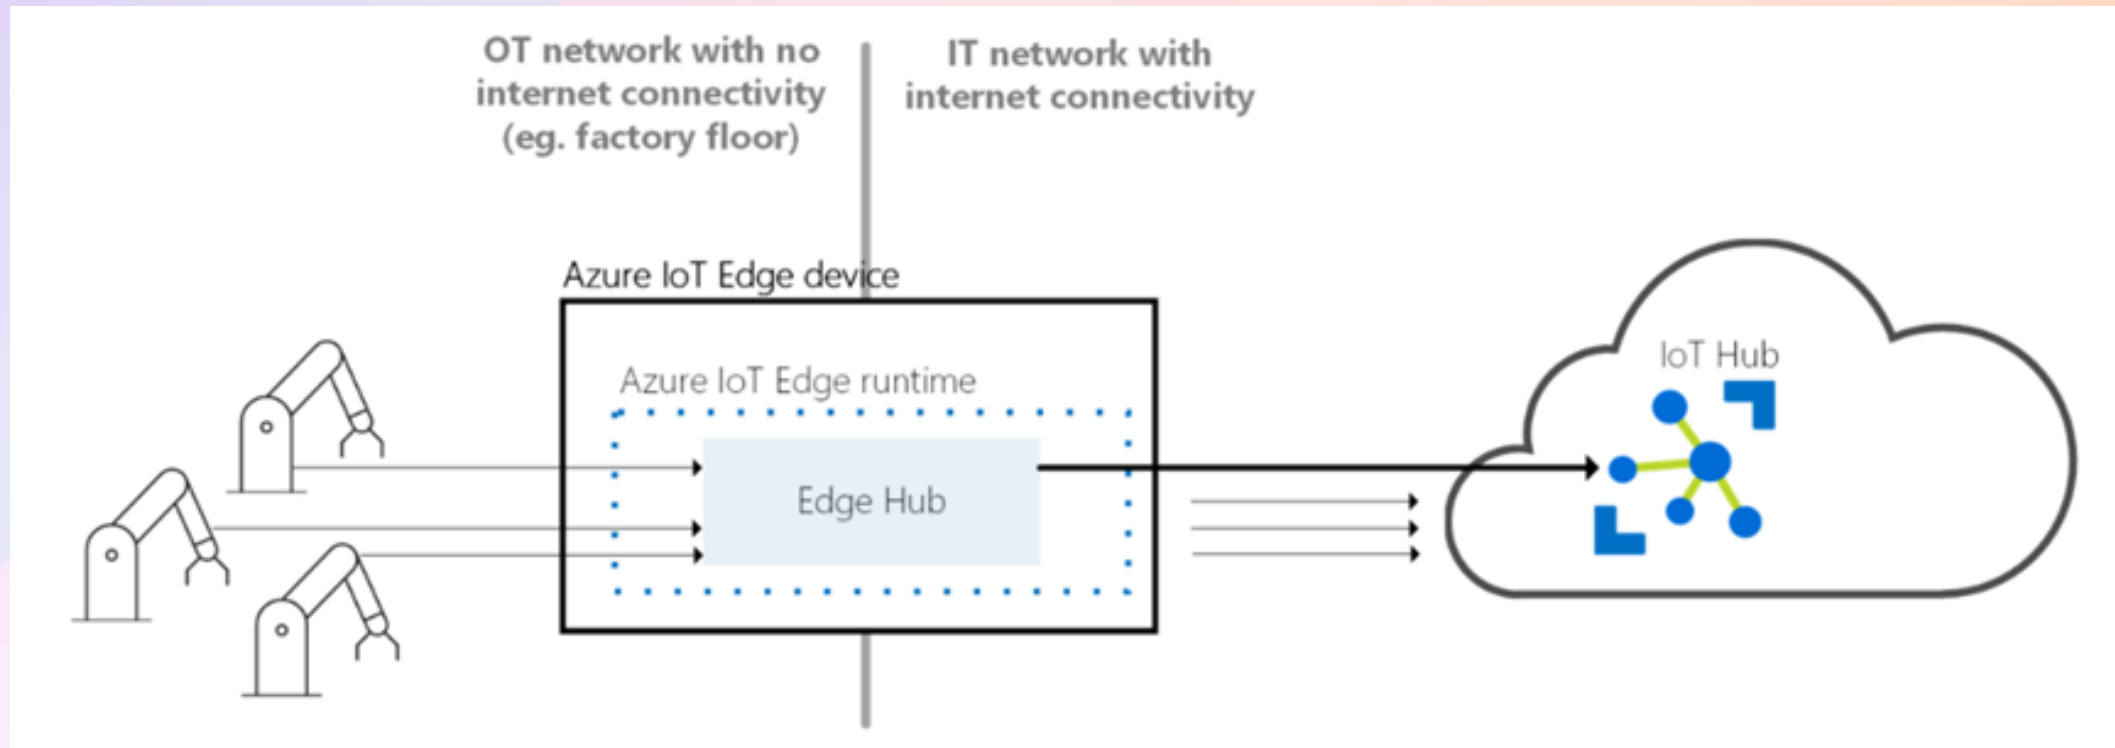 OT network with no
internet connectivity
(eg. factory floor)
IT network with
internet connectivity
Azure IoT Edge device
Azure IoT Edge runtime
Edge Hub
IoT Hub